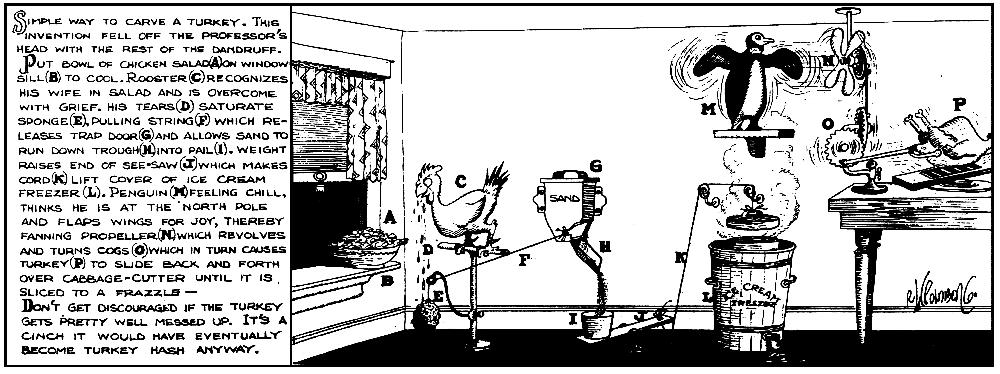 SIMPLE WAY TO CARVE A TURKEY. THIS
INVENTION FELL OFF THE PROFESSOR'S
HEAD WITH THE REST OF THE DANDRUFF.
PUT BOWL OF CHICKEN SALAD (A) ON WINDOW
SILL (B) TO COOL. ROOSTER (C) RECOGNIZES
HIS WIFE IN SALAD AND IS OVERCOME
WITH GRIEF. HIS TEARS (D) SATURATE
SPONGE (E), PULLING STRING (F) WHICH RE-
LEASES TRAP DOOR (G) AND ALLOWS SAND TO
RUN DOWN TROUGH (H) INTO PAIL (I). WEIGHT
RAISES END OF SEE-SAW (J) WHICH MAKES
CORD (K) LIFT COVER OF ICE CREAM
FREEZER (L). PENGUIN (M) FEELING CHILL,
THINKS HE IS AT THE NORTH POLE
AND FLAPS WINGS FOR JOY, THEREBY
FANNING PROPELLER (N) WHICH REVOLVES
AND TURNS COGS (O) WHICH IN TURN CAUSES
TURKEY (P) TO SLIDE BACK AND FORTH
OVER CABBAGE-CUTTER UNTIL IT IS
SLICED TO A FRAZZLE—
DON'T GET DISCOURAGED IF THE TURKEY
GETS PRETTY WELL MESSED UP. IT'S A
CINCH IT WOULD HAVE EVENTUALLY
BECOME TURKEY HASH ANYWAY.
A
B
C
D
E
F
G
SAND
H
I
J
K
L
ICE CREAM
FREEZER
M
N
O
P
RUBE GOLDBERG